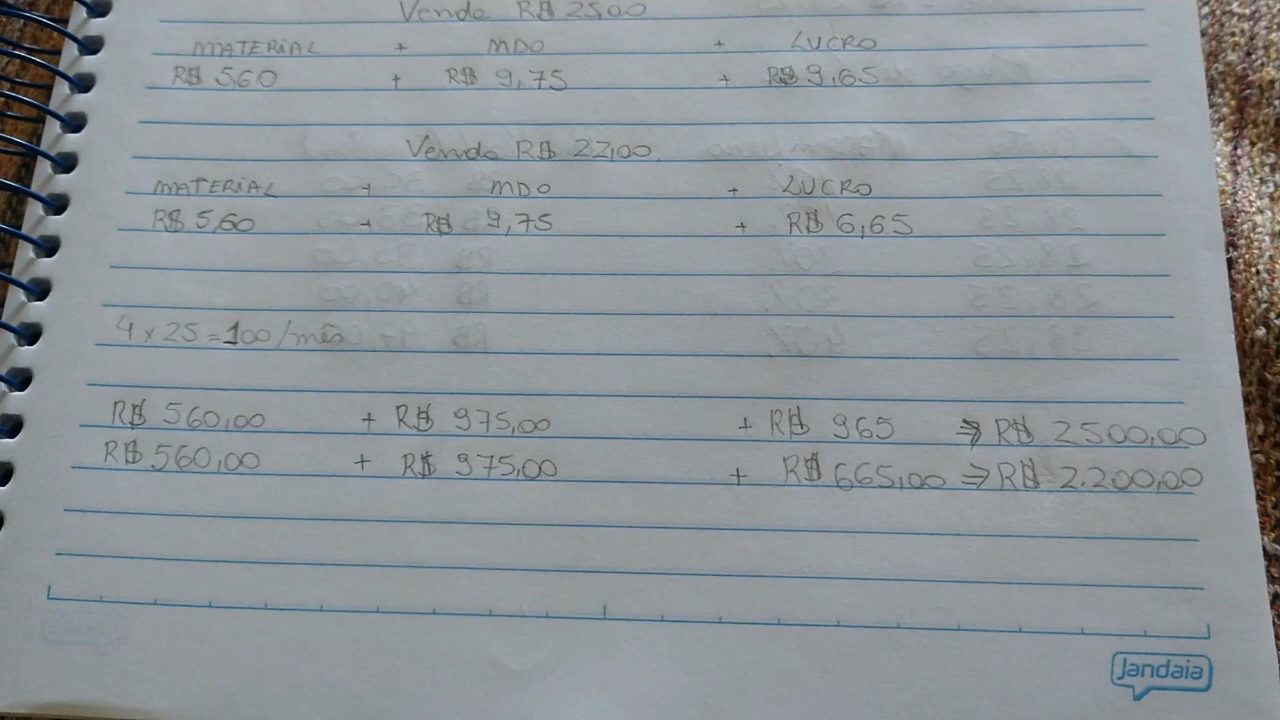 Venda R$ 25,00
MATERIAL + MDO + LUCRO
R$ 5,60 + R$ 9,75 + R$ 9,65
Venda R$ 22,00
MATERIAL + MDO + LUCRO
R$ 5,60 + R$ 9,75 + R$ 6,65
4 x 25 = 100/mês
R$ 560,00 + R$ 975,00 + R$ 965 ⇒ R$ 2500,00
R$ 560,00 + R$ 975,00 + R$ 665,00 ⇒ R$ 2.200,00
Jandaia